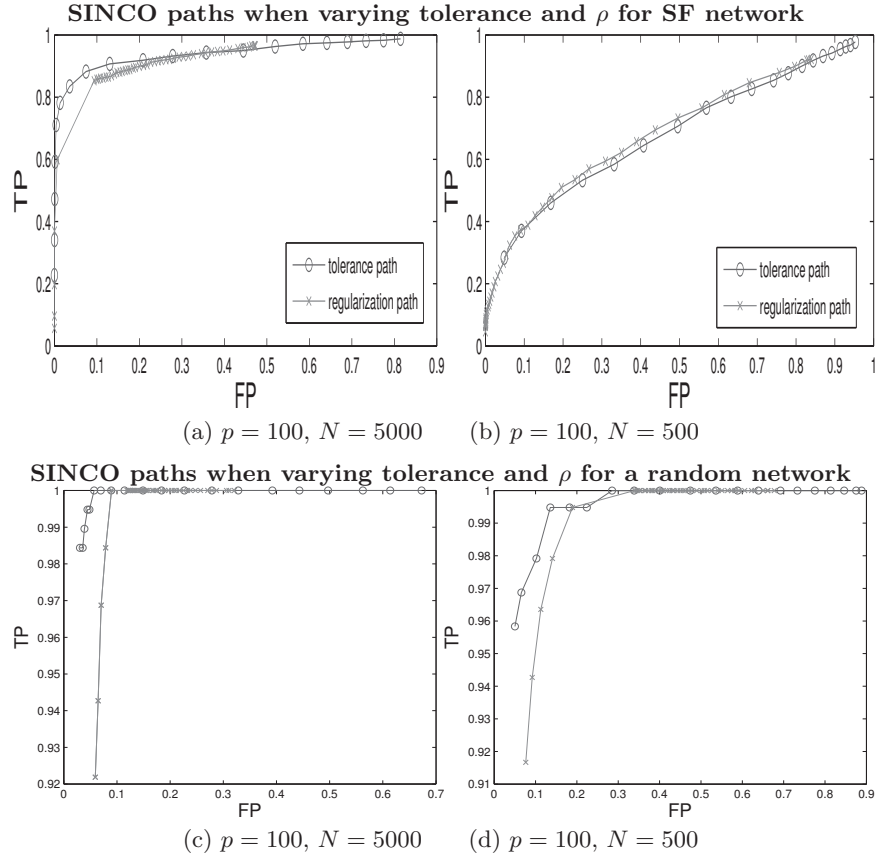 SINCO paths when varying tolerance and ρ for SF network
1
0.8
0.6
0.4
0.2
0
TP
0 0.1 0.2 0.3 0.4 0.5 0.6 0.7 0.8 0.9
FP
tolerance path
regularization path
(a) p = 100, N = 5000
1
0.8
0.6
0.4
0.2
0
TP
0 0.1 0.2 0.3 0.4 0.5 0.6 0.7 0.8 0.9 1
FP
tolerance path
regularization path
(b) p = 100, N = 500
SINCO paths when varying tolerance and ρ for a random network
1
0.99
0.98
0.97
0.96
0.95
0.94
0.93
0.92
TP
0 0.1 0.2 0.3 0.4 0.5 0.6 0.7
FP
(c) p = 100, N = 5000
1
0.99
0.98
0.97
0.96
0.95
0.94
0.93
0.92
0.91
TP
0 0.1 0.2 0.3 0.4 0.5 0.6 0.7 0.8 0.9
FP
(d) p = 100, N = 500